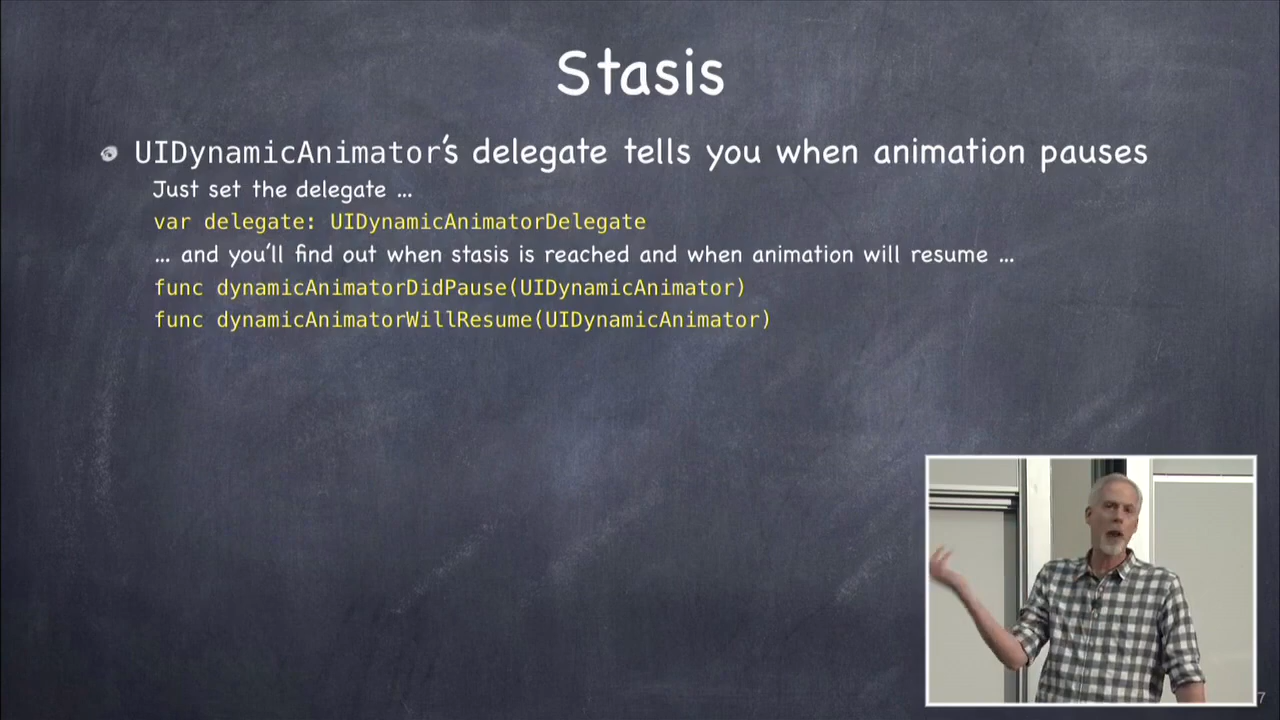 Stasis
UIDynamicAnimator's delegate tells you when animation pauses
Just set the delegate ...
var delegate: UIDynamicAnimatorDelegate
... and you'll find out when stasis is reached and when animation will resume ...
func dynamicAnimatorDidPause(UIDynamicAnimator)
func dynamicAnimatorWillResume(UIDynamicAnimator)
7